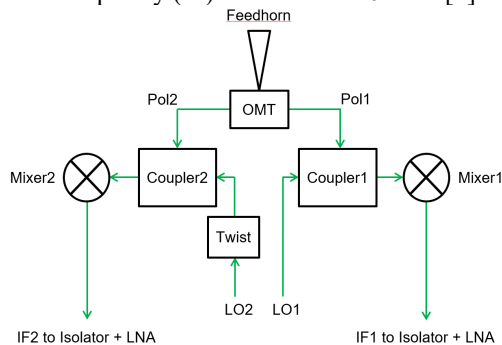 Feedhorn
Pol2
OMT
Pol1
Mixer2
Coupler2
Coupler1
Mixer1
Twist
LO2
LO1
IF2 to Isolator + LNA
IF1 to Isolator + LNA